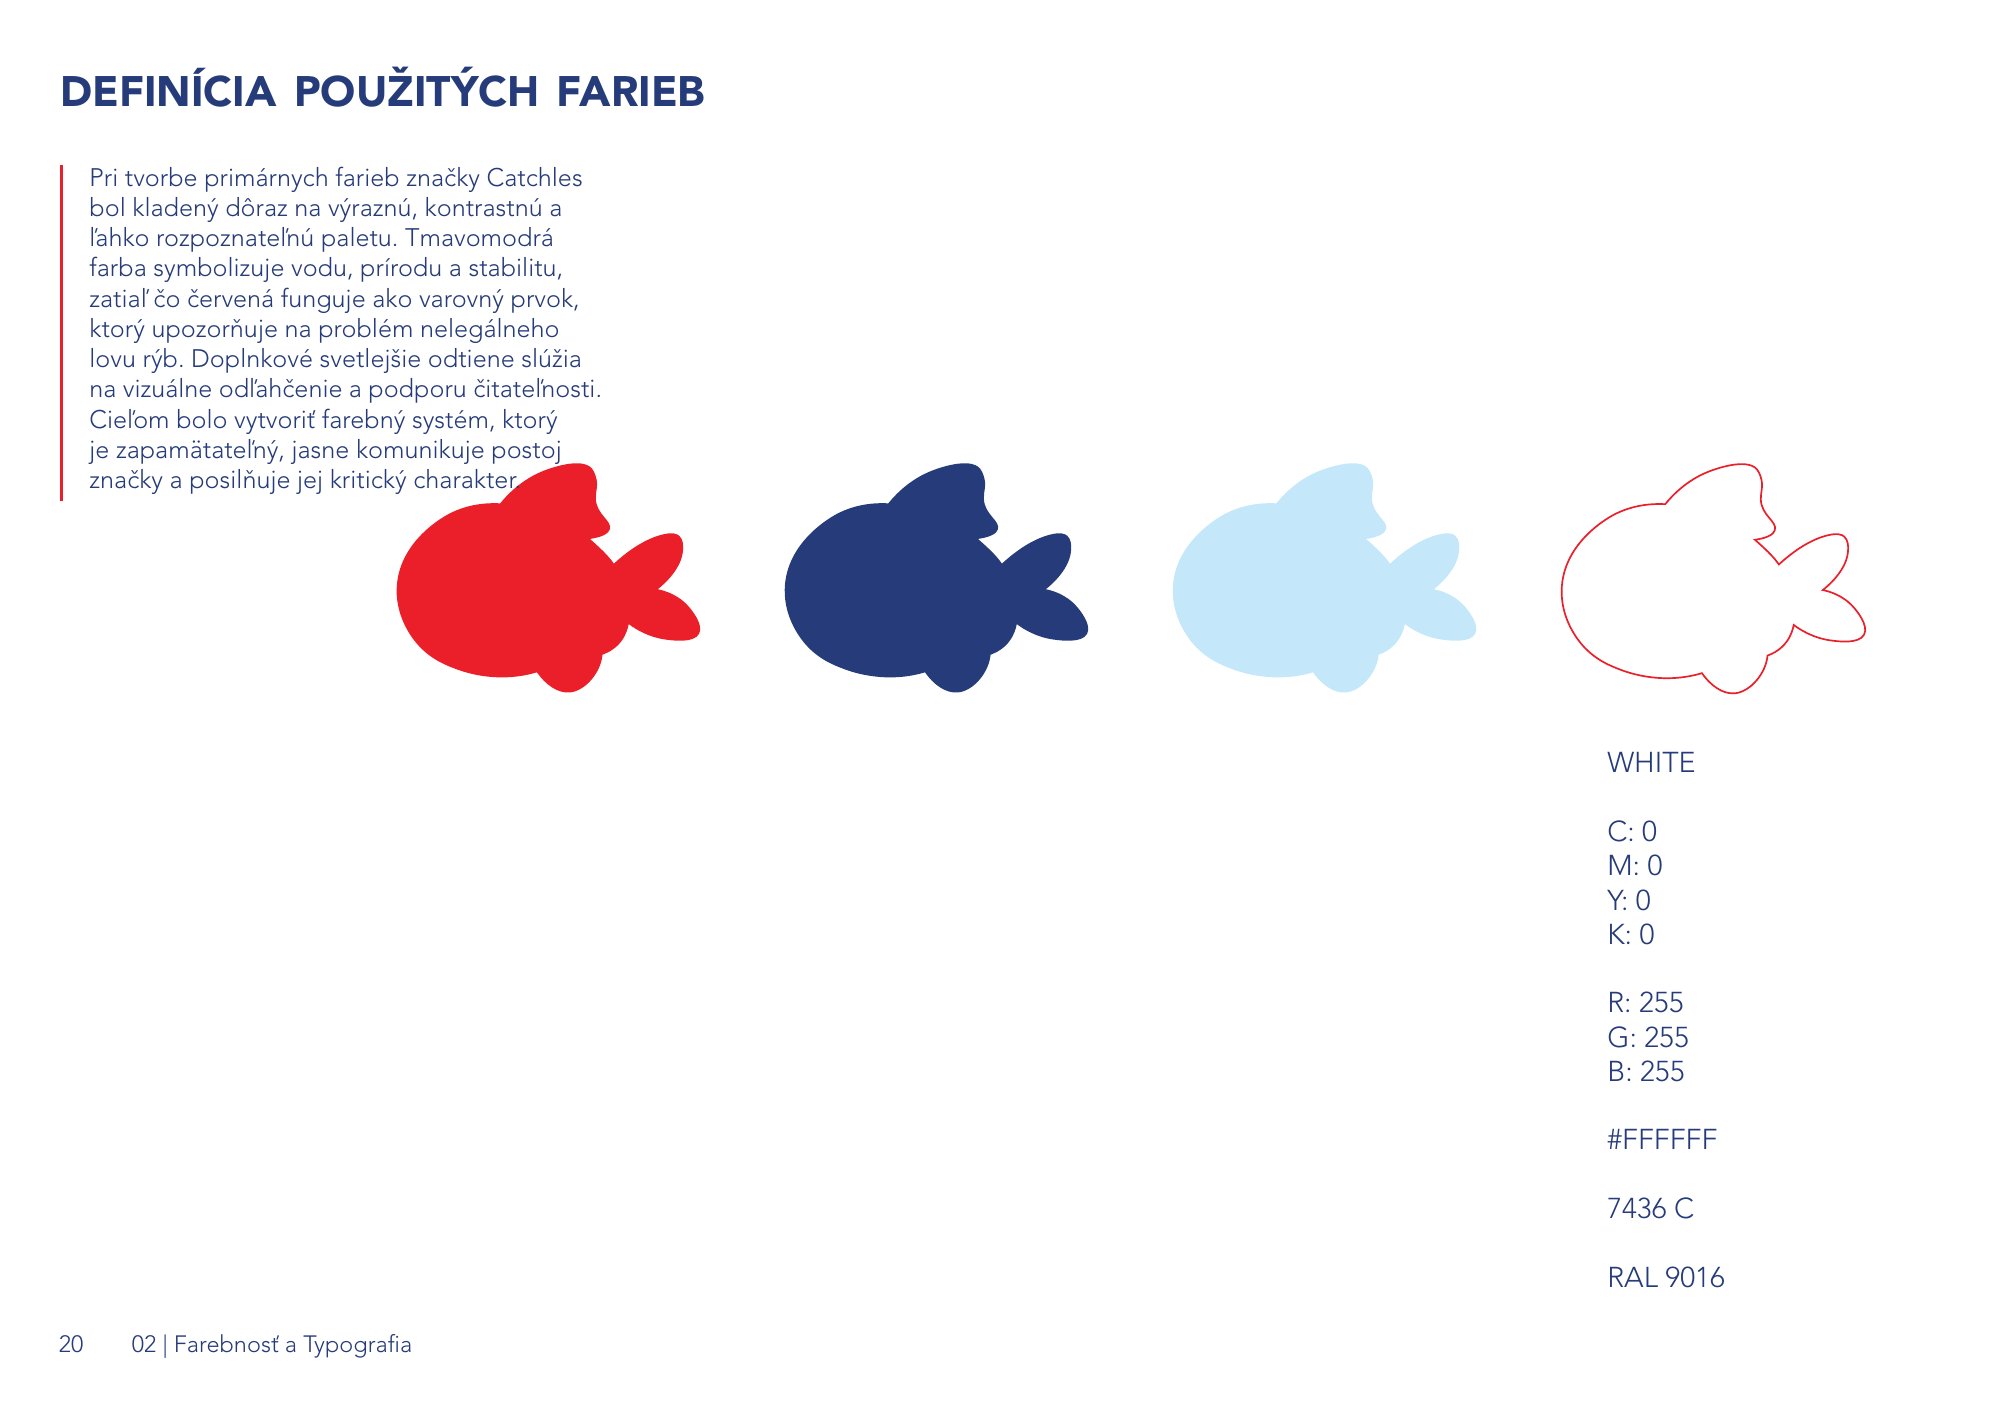 DEFINÍCIA POUŽITÝCH FARIEB
Pri tvorbe primárnych farieb značky Catchles
bol kladený dôraz na výraznú, kontrastnú a
ľahko rozpoznateľnú paletu. Tmavomodrá
farba symbolizuje vodu, prírodu a stabilitu,
zatiaľ čo červená funguje ako varovný prvok,
ktorý upozorňuje na problém nelegálneho
lovu rýb. Doplnkové svetlejšie odtiene slúžia
na vizuálne odľahčenie a podporu čitateľnosti.
Cieľom bolo vytvoriť farebný systém, ktorý
je zapamätateľný, jasne komunikuje postoj
značky a posilňuje jej kritický charakter.
WHITE
C: 0
M: 0
Y: 0
K: 0
R: 255
G: 255
B: 255
#FFFFFF
7436 C
RAL 9016
20 02 | Farebnosť a Typografia